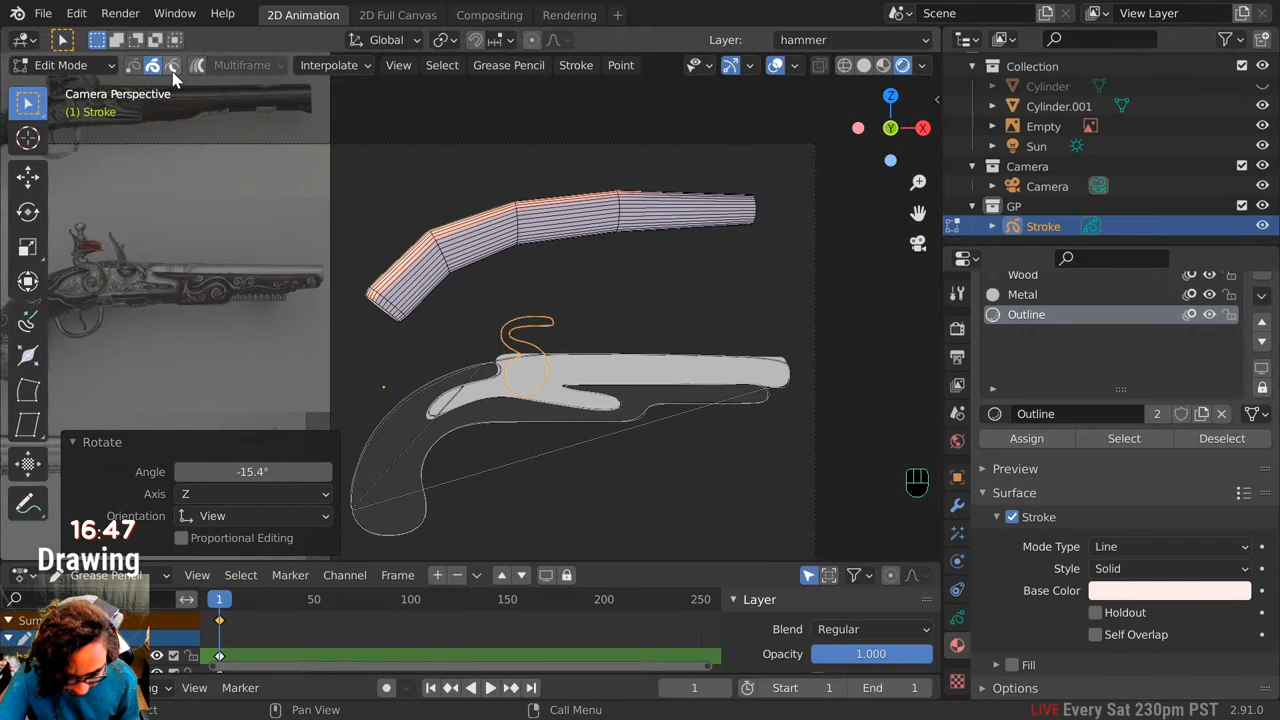 File Edit Render Window Help 2D Animation 2D Full Canvas Compositing Rendering + Scene View Layer
Global Layer: hammer
Edit Mode Multiframe Interpolate View Select Grease Pencil Stroke Point
Camera Perspective
(1) Stroke
Z
Y
X
Collection
Cylinder
Cylinder.001
Empty
Sun
Camera
Camera
GP
Stroke
Wood
Metal
Outline
Outline 2
Assign Select Deselect
Preview
Surface
Stroke
Mode Type Line
Style Solid
Base Color
Holdout
Self Overlap
Fill
Options
Rotate
Angle -15.4°
Axis Z
Orientation View
Proportional Editing
16:47
Drawing
Grease Pencil View Select Marker Channel Frame
1 50 100 150 200 250
Sum
Layer
Blend Regular
Opacity 1.000
View Marker 1 Start 1 End 1
Pan View Call Menu
LIVE Every Sat 230pm PST 2.91.0